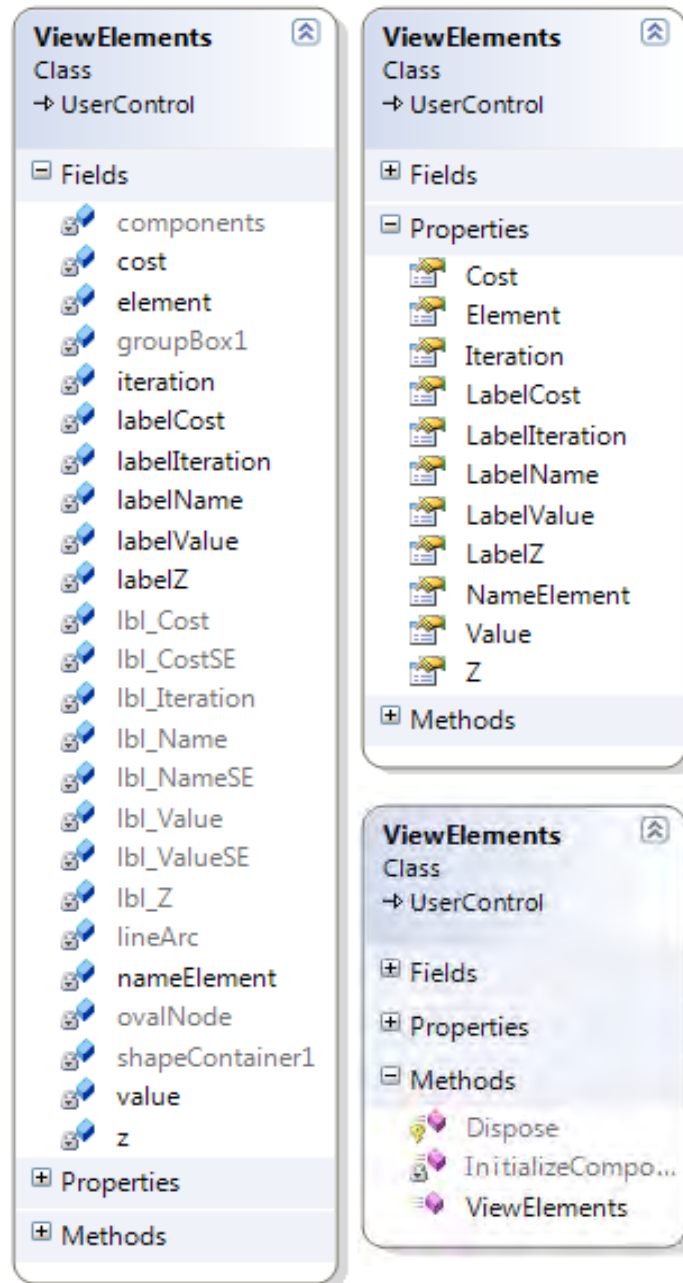 ViewElements
Class
UserControl
Fields
components
cost
element
groupBox1
iteration
labelCost
labelIteration
labelName
labelValue
labelZ
lbl_Cost
lbl_CostSE
lbl_Iteration
lbl_Name
lbl_NameSE
lbl_Value
lbl_ValueSE
lbl_Z
lineArc
nameElement
ovalNode
shapeContainer1
value
z
Properties
Methods
ViewElements
Class
UserControl
Fields
Properties
Cost
Element
Iteration
LabelCost
LabelIteration
LabelName
LabelValue
LabelZ
NameElement
Value
Z
Methods
ViewElements
Class
UserControl
Fields
Properties
Methods
Dispose
InitializeCompo...
ViewElements